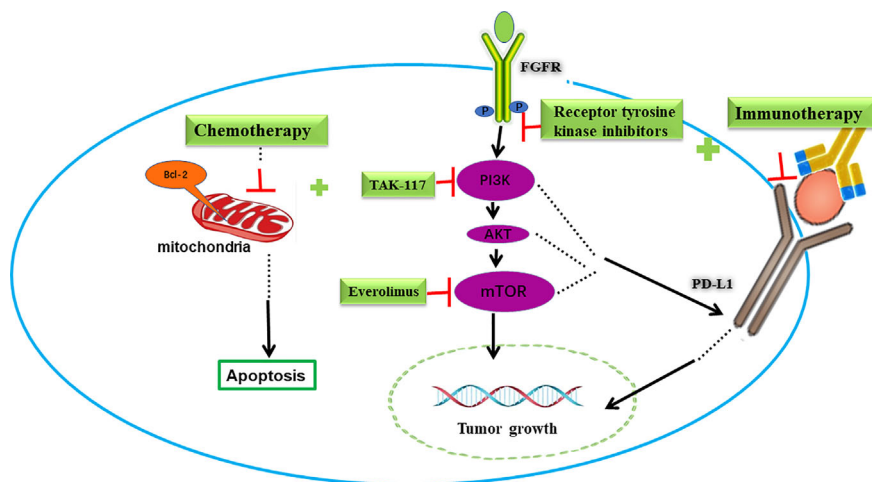 FGFR
P
P
Receptor tyrosine
kinase inhibitors
Immunotherapy
Chemotherapy
Bcl-2
mitochondria
TAK-117
PI3K
AKT
Everolimus
mTOR
PD-L1
Apoptosis
Tumor growth